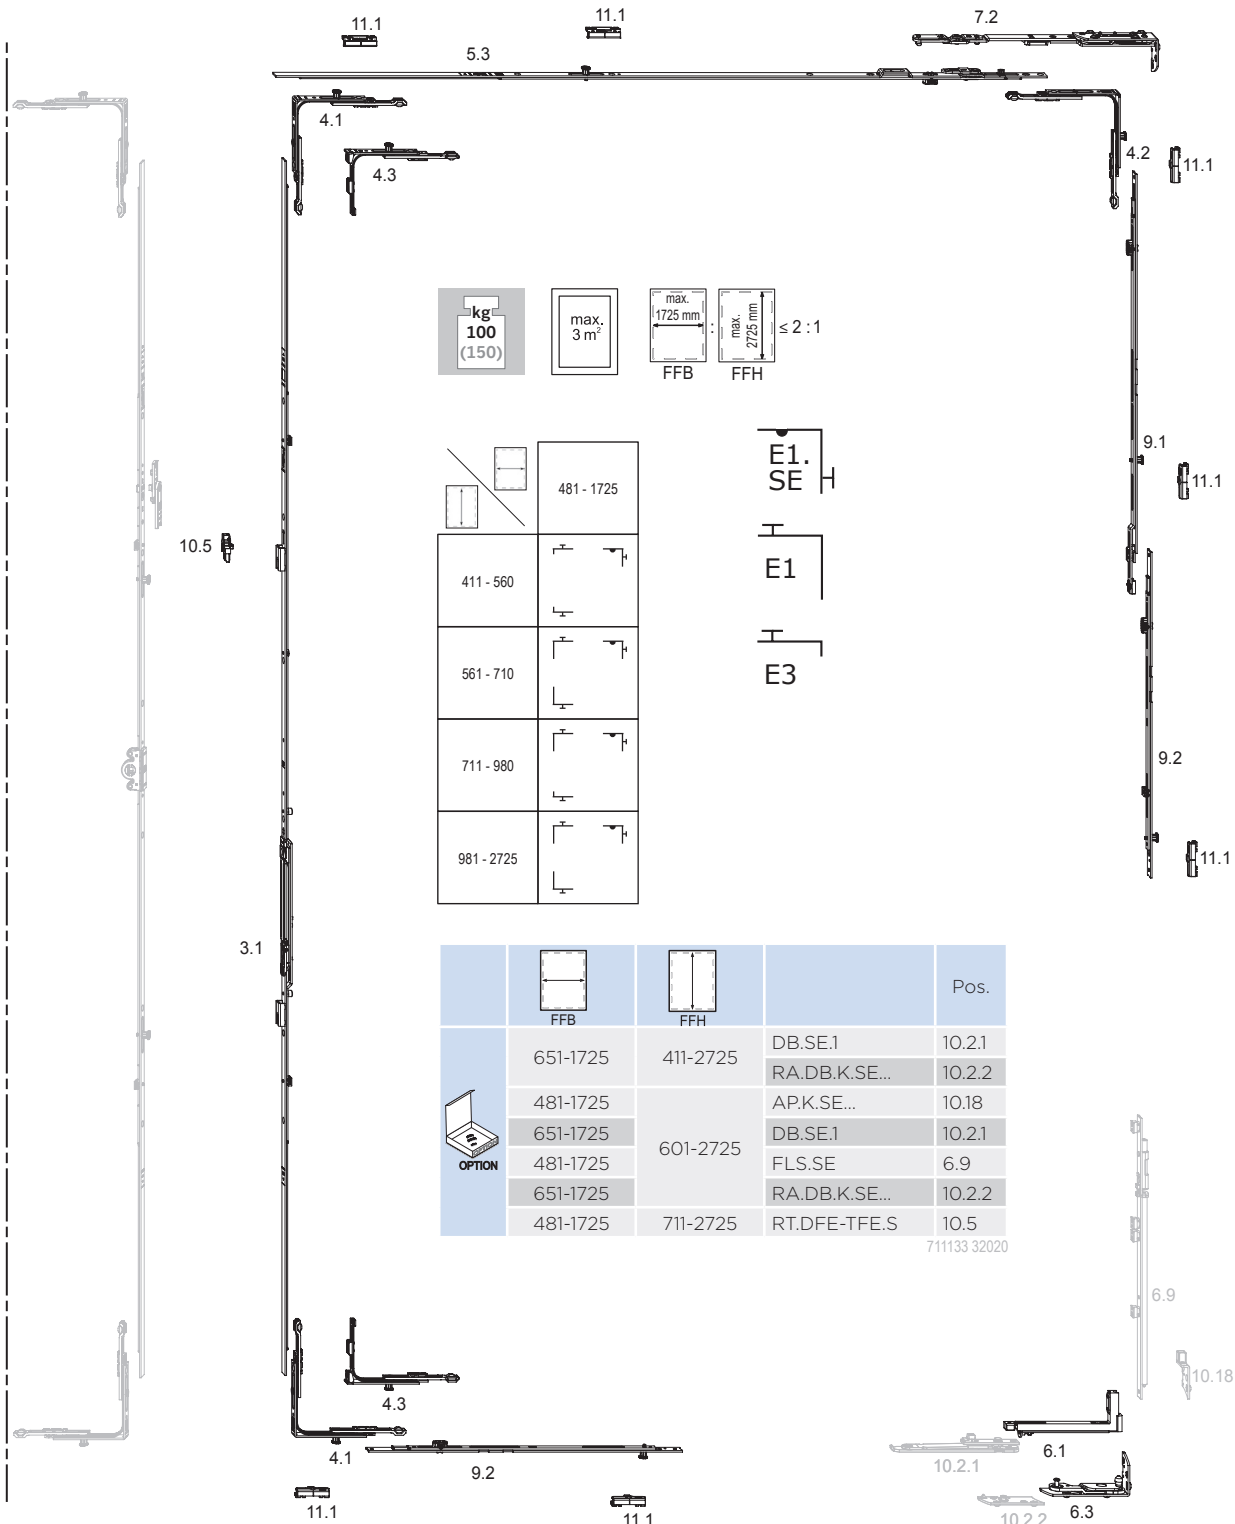 11.1
11.1
7.2
5.3
4.1
4.3
4.2
11.1
kg
100
(150)
max.
3 m²
max.
1725 mm
FFB
:
max.
2725 mm
FFH
≤ 2 : 1
9.1
11.1
481 - 1725
E1.
SE
10.5
411 - 560
E1
561 - 710
E3
711 - 980
9.2
981 - 2725
11.1
3.1
FFB FFH Pos.
OPTION
651-1725 411-2725 DB.SE.1 10.2.1
RA.DB.K.SE... 10.2.2
481-1725 601-2725 AP.K.SE... 10.18
651-1725 DB.SE.1 10.2.1
481-1725 FLS.SE 6.9
651-1725 RA.DB.K.SE... 10.2.2
481-1725 711-2725 RT.DFE-TFE.S 10.5
711133 32020
6.9
10.18
4.3
4.1
9.2
10.2.1
6.1
11.1
11.1
10.2.2
6.3